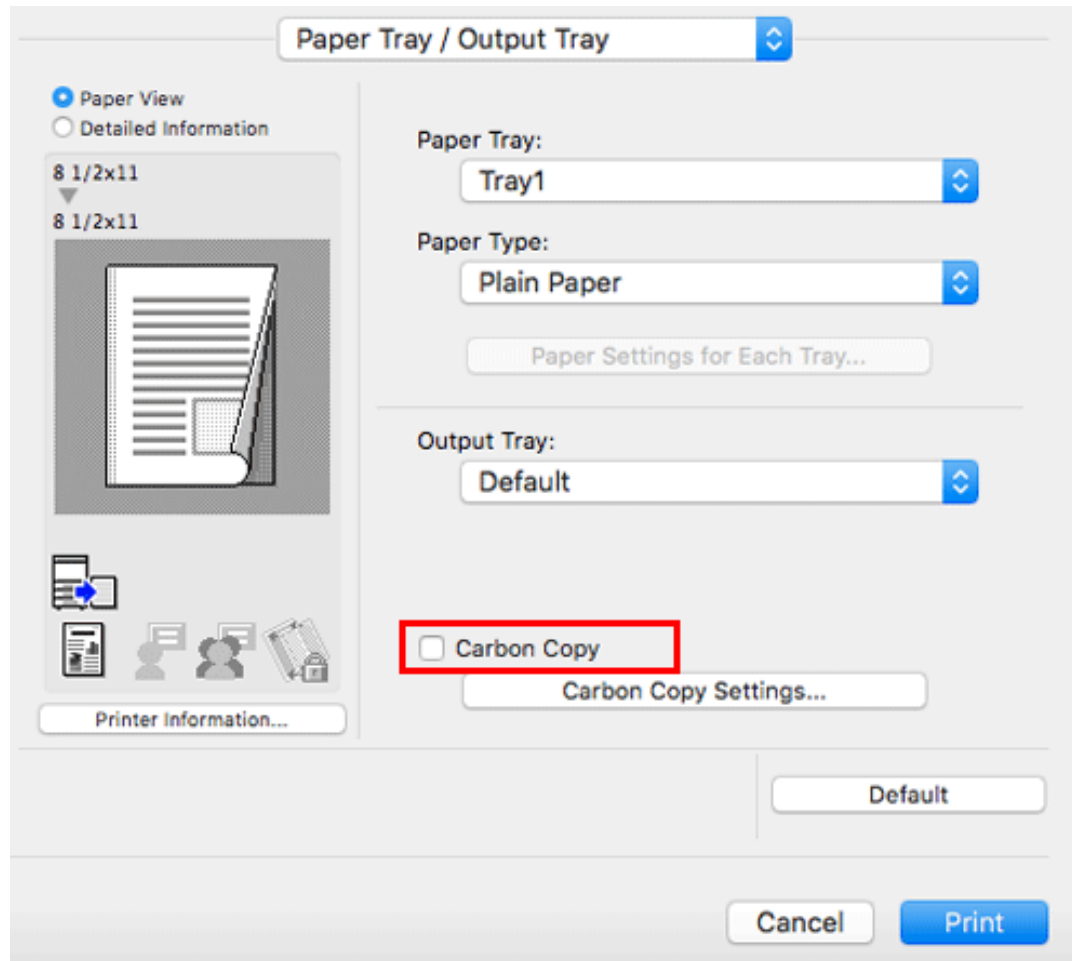 Paper Tray / Output Tray
Paper View
Detailed Information
8 1/2x11
8 1/2x11
Printer Information...
Paper Tray:
Tray1
Paper Type:
Plain Paper
Paper Settings for Each Tray...
Output Tray:
Default
Carbon Copy
Carbon Copy Settings...
Default
Cancel
Print